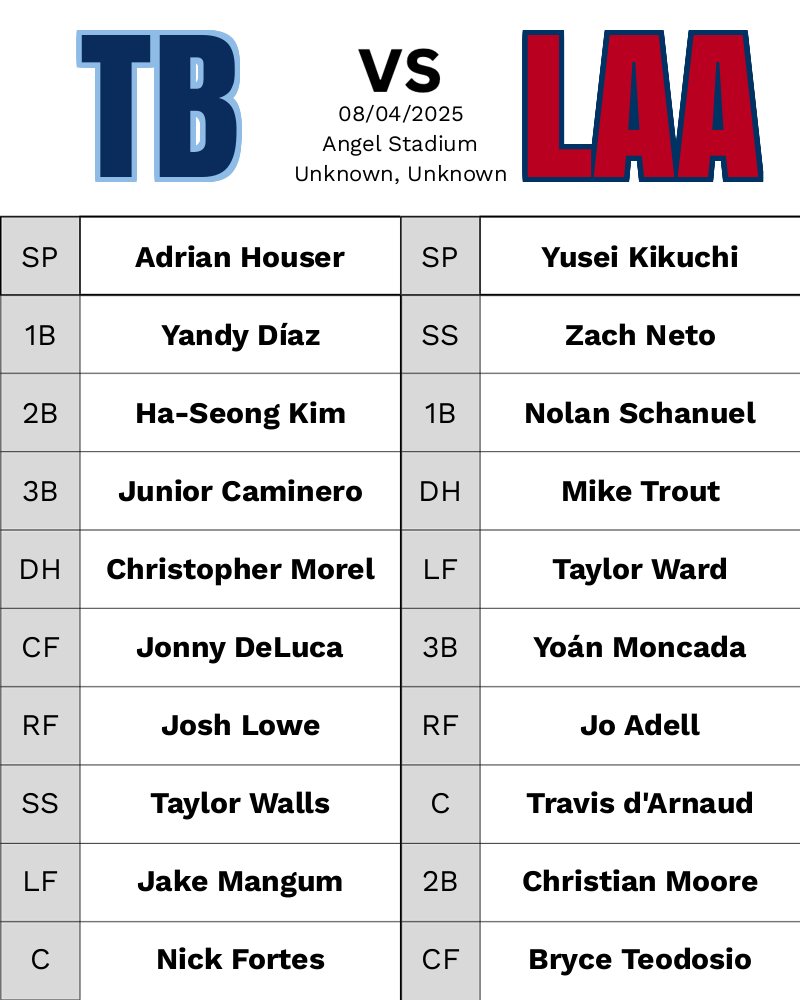 TB
VS
LAA
08/04/2025
Angel Stadium
Unknown, Unknown
SP Adrian Houser SP Yusei Kikuchi
1B Yandy Díaz SS Zach Neto
2B Ha-Seong Kim 1B Nolan Schanuel
3B Junior Caminero DH Mike Trout
DH Christopher Morel LF Taylor Ward
CF Jonny DeLuca 3B Yoán Moncada
RF Josh Lowe RF Jo Adell
SS Taylor Walls C Travis d'Arnaud
LF Jake Mangum 2B Christian Moore
C Nick Fortes CF Bryce Teodosio